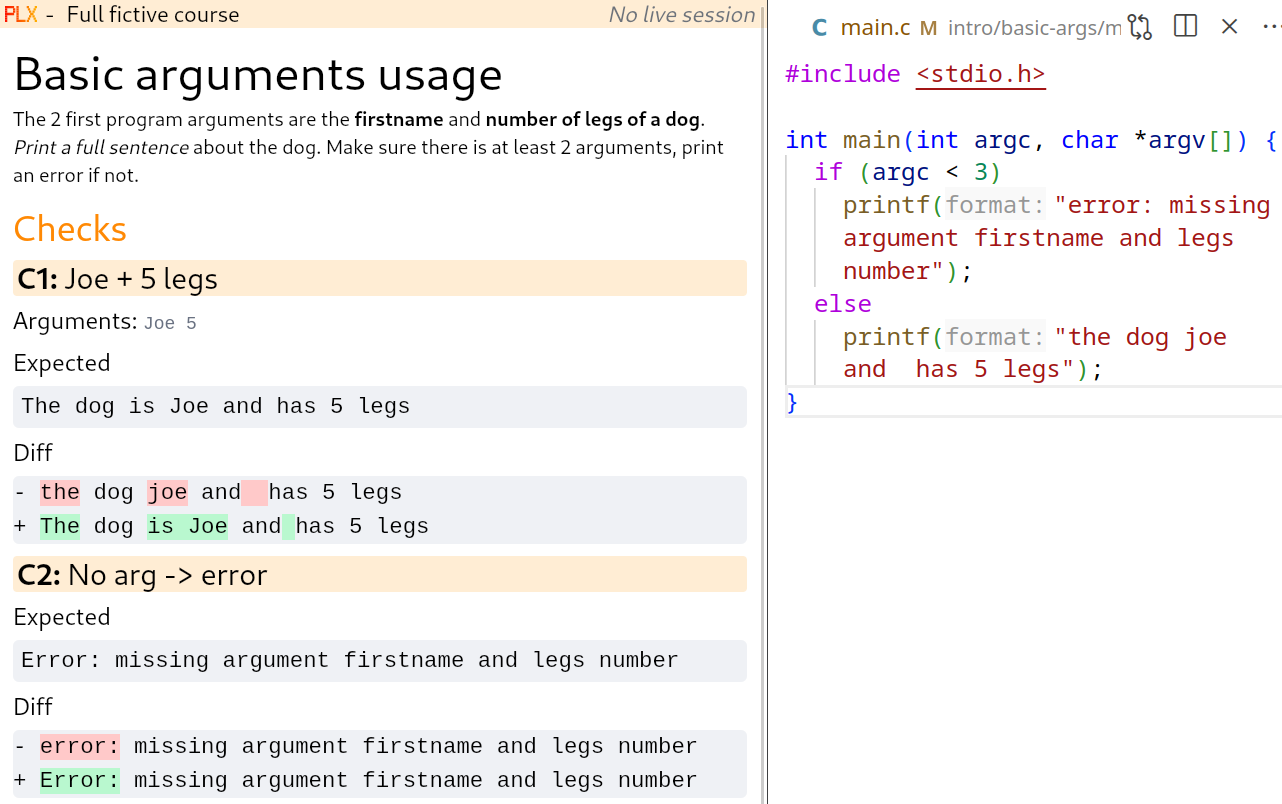 PLX - Full fictive course
No live session
Basic arguments usage
The 2 first program arguments are the firstname and number of legs of a dog.
Print a full sentence about the dog. Make sure there is at least 2 arguments, print
an error if not.
Checks
C1: Joe + 5 legs
Arguments: Joe 5
Expected
The dog is Joe and has 5 legs
Diff
- the dog joe and  has 5 legs
+ The dog is Joe and has 5 legs
C2: No arg -> error
Expected
Error: missing argument firstname and legs number
Diff
- error: missing argument firstname and legs number
+ Error: missing argument firstname and legs number
C main.c M intro/basic-args/m
#include <stdio.h>
int main(int argc, char *argv[]) {
if (argc < 3)
printf(format: "error: missing
argument firstname and legs
number");
else
printf(format: "the dog joe
and  has 5 legs");
}